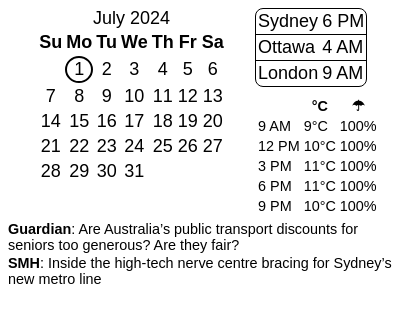 July 2024
Su Mo Tu We Th Fr Sa
1 2 3 4 5 6
7 8 9 10 11 12 13
14 15 16 17 18 19 20
21 22 23 24 25 26 27
28 29 30 31
Sydney 6 PM
Ottawa 4 AM
London 9 AM
°C ☂
9 AM 9°C 100%
12 PM 10°C 100%
3 PM 11°C 100%
6 PM 11°C 100%
9 PM 10°C 100%
Guardian: Are Australia’s public transport discounts for
seniors too generous? Are they fair?
SMH: Inside the high-tech nerve centre bracing for Sydney’s
new metro line